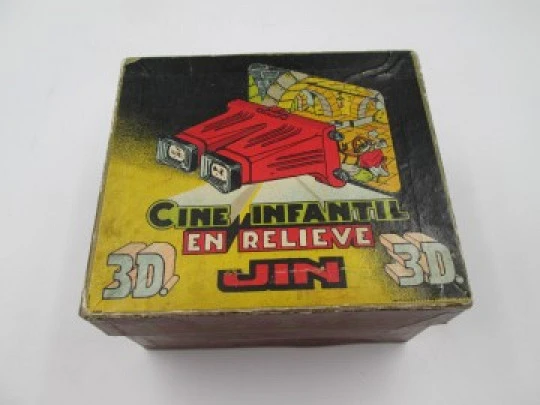 CINE INFANTIL
EN RELIEVE
3D. JIN 3D.